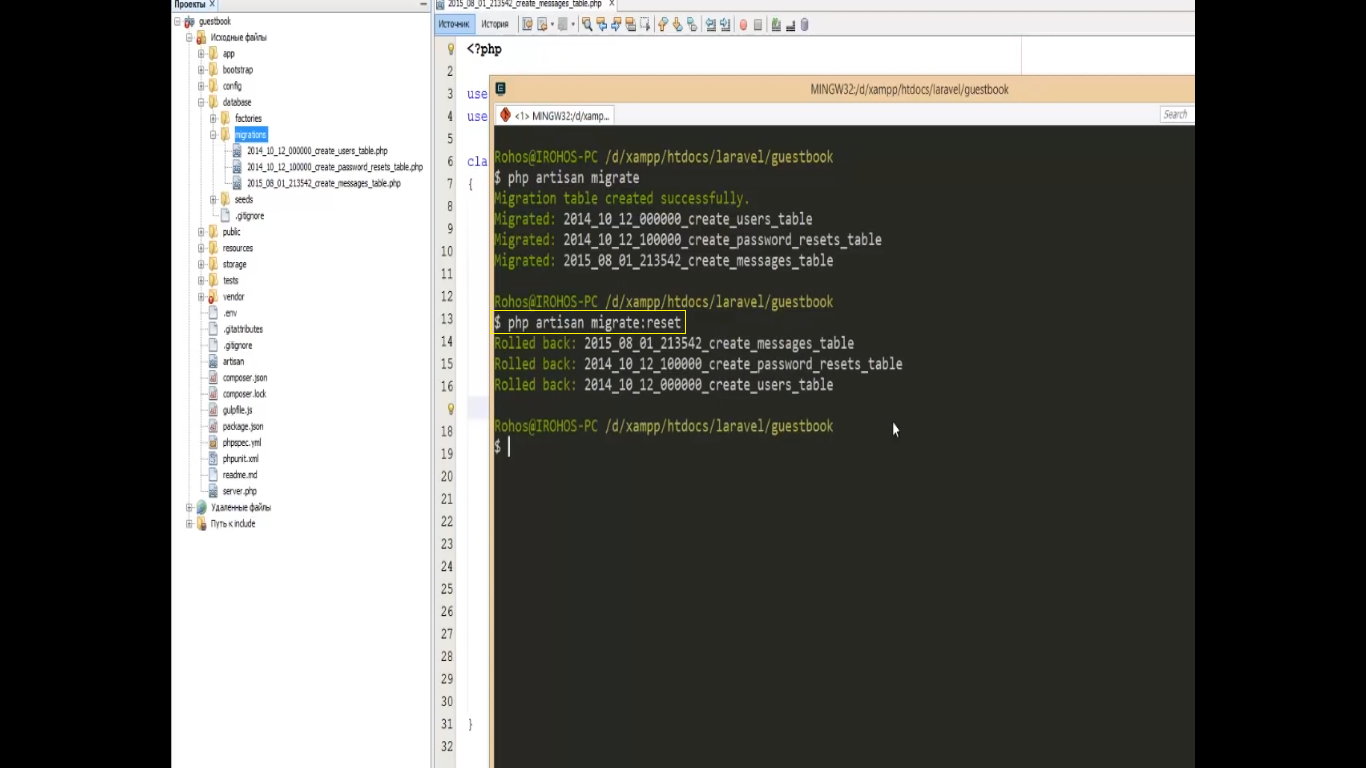 Проекты
guestbook
Исходные файлы
app
bootstrap
config
database
factories
migrations
2014_10_12_000000_create_users_table.php
2014_10_12_100000_create_password_resets_table.php
2015_08_01_213542_create_messages_table.php
seeds
.gitignore
public
resources
storage
tests
vendor
.env
.gitattributes
.gitignore
artisan
composer.json
composer.lock
gulpfile.js
package.json
phpspec.yml
phpunit.xml
readme.md
server.php
Удаленные файлы
Путь к include
2015_08_01_213542_create_messages_table.php
Источник История
<?php
2
3 use
4 use
5
6 cla
7 {
8
9
10
11
12
13
14
15
16
18
19
20
21
22
23
24
25
26
27
28
29
30
31 }
32
MINGW32:/d/xampp/htdocs/laravel/guestbook
<1> MINGW32:/d/xamp...
Search
Rohos@IROHOS-PC /d/xampp/htdocs/laravel/guestbook
$ php artisan migrate
Migration table created successfully.
Migrated: 2014_10_12_000000_create_users_table
Migrated: 2014_10_12_100000_create_password_resets_table
Migrated: 2015_08_01_213542_create_messages_table
Rohos@IROHOS-PC /d/xampp/htdocs/laravel/guestbook
$ php artisan migrate:reset
Rolled back: 2015_08_01_213542_create_messages_table
Rolled back: 2014_10_12_100000_create_password_resets_table
Rolled back: 2014_10_12_000000_create_users_table
Rohos@IROHOS-PC /d/xampp/htdocs/laravel/guestbook
$